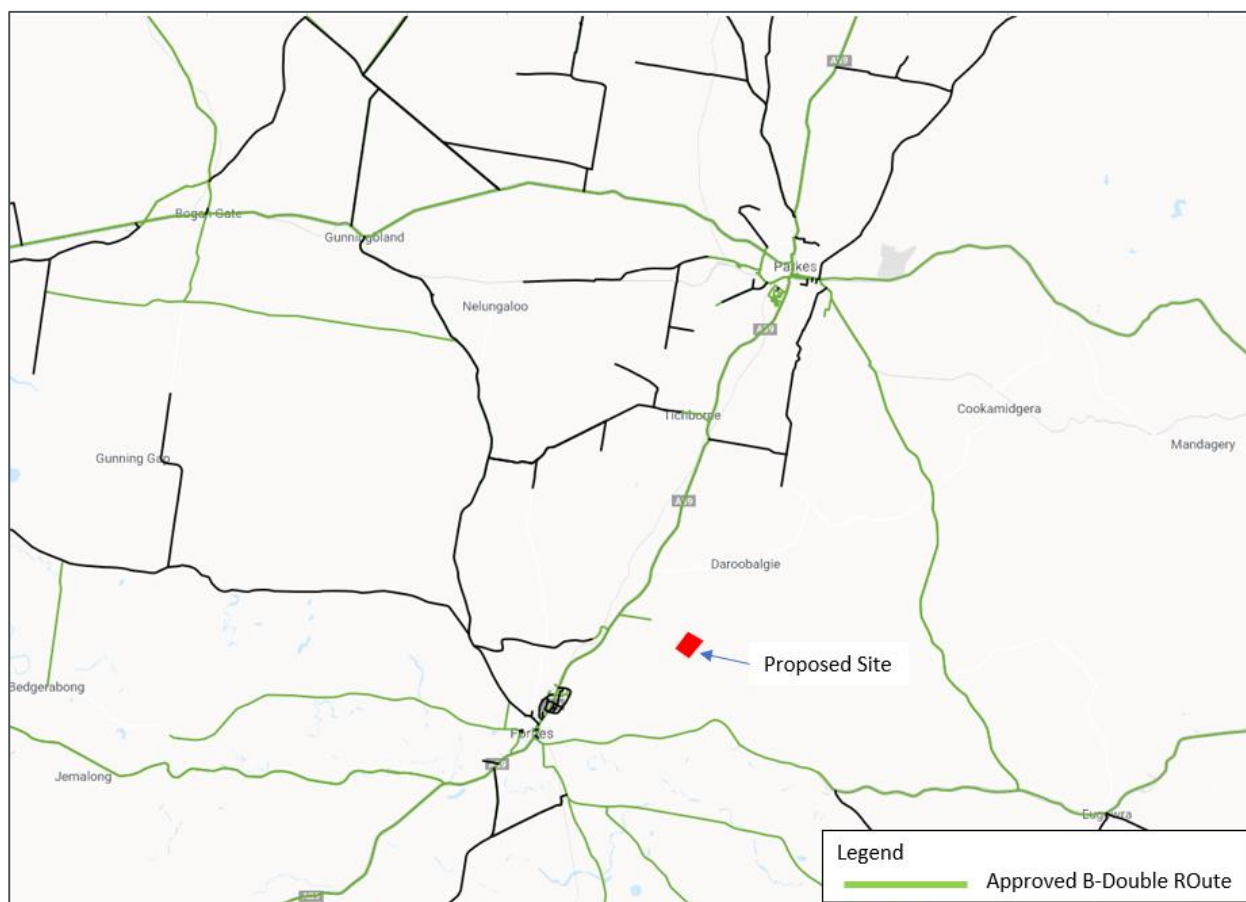 A39
Bogan Gate
Gunningbland
Parkes
Nelungaloo
A39
Tichborne
Cookamidgera
Mandagery
Gunning Gap
A39
Daroobalgie
Proposed Site
Bedgerabong
Forbes
Jemalong
Eugowra
Legend
Approved B-Double ROute